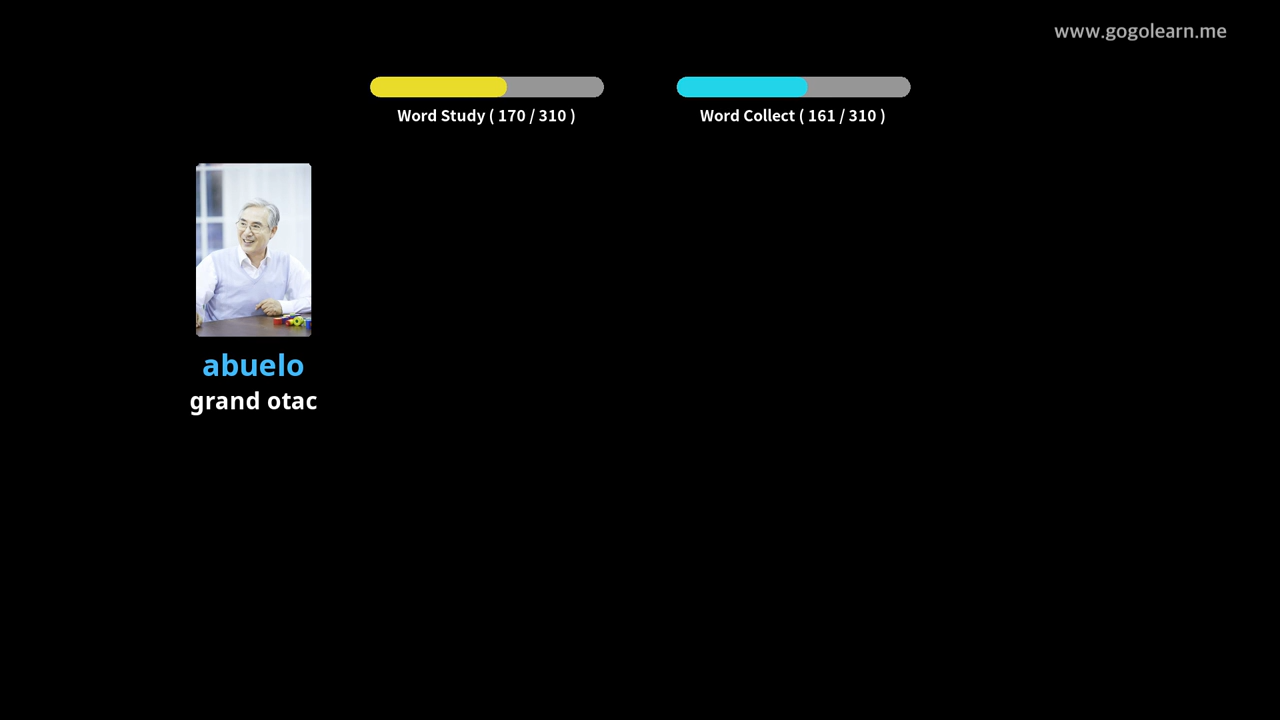 www.gogolearn.me
Word Study ( 170 / 310 )
Word Collect ( 161 / 310 )
abuelo
grand otac